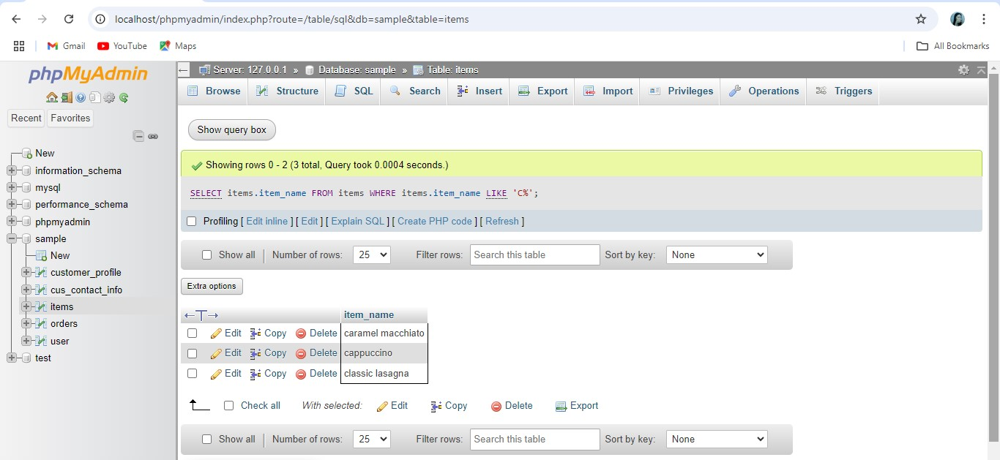 localhost/phpmyadmin/index.php?route=/table/sql&db=sample&table=items
Gmail YouTube Maps All Bookmarks
phpMyAdmin
Recent Favorites
New
information_schema
mysql
performance_schema
phpmyadmin
sample
New
customer_profile
cus_contact_info
items
orders
user
test
Server: 127.0.0.1 » Database: sample » Table: items
Browse Structure SQL Search Insert Export Import Privileges Operations Triggers
Show query box
Showing rows 0 - 2 (3 total, Query took 0.0004 seconds.)
SELECT items.item_name FROM items WHERE items.item_name LIKE 'C%';
Profiling [ Edit inline ] [ Edit ] [ Explain SQL ] [ Create PHP code ] [ Refresh ]
Show all Number of rows: 25 Filter rows: Search this table Sort by key: None
Extra options
←T→ item_name
Edit Copy Delete caramel macchiato
Edit Copy Delete cappuccino
Edit Copy Delete classic lasagna
Check all With selected: Edit Copy Delete Export
Show all Number of rows: 25 Filter rows: Search this table Sort by key: None